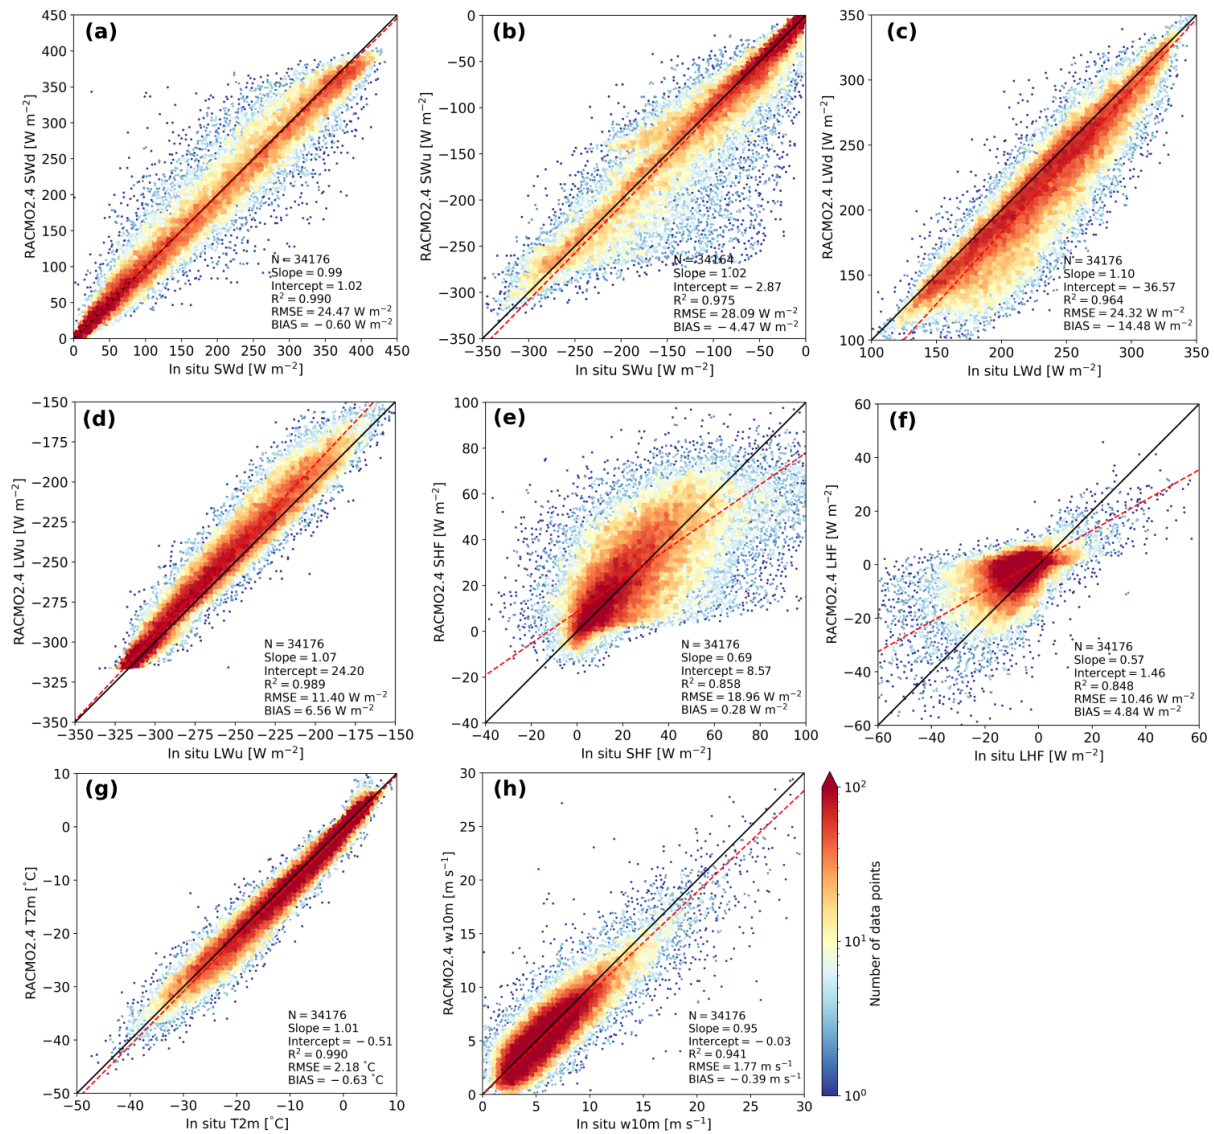 (a)
450
400
350
300
250
200
150
100
50
0
RACMO2.4 SWd [W m⁻²]
N = 34176
Slope = 0.99
Intercept = 1.02
R² = 0.990
RMSE = 24.47 W m⁻²
BIAS = −0.60 W m⁻²
0 50 100 150 200 250 300 350 400 450
In situ SWd [W m⁻²]
(b)
0
−50
−100
−150
−200
−250
−300
−350
RACMO2.4 SWu [W m⁻²]
N = 34164
Slope = 1.02
Intercept = −2.87
R² = 0.975
RMSE = 28.09 W m⁻²
BIAS = −4.47 W m⁻²
−350 −300 −250 −200 −150 −100 −50 0
In situ SWu [W m⁻²]
(c)
350
300
250
200
150
100
RACMO2.4 LWd [W m⁻²]
N = 34176
Slope = 1.10
Intercept = −36.57
R² = 0.964
RMSE = 24.32 W m⁻²
BIAS = −14.48 W m⁻²
100 150 200 250 300 350
In situ LWd [W m⁻²]
(d)
−150
−175
−200
−225
−250
−275
−300
−325
−350
RACMO2.4 LWu [W m⁻²]
N = 34176
Slope = 1.07
Intercept = 24.20
R² = 0.989
RMSE = 11.40 W m⁻²
BIAS = 6.56 W m⁻²
−350 −325 −300 −275 −250 −225 −200 −175 −150
In situ LWu [W m⁻²]
(e)
100
80
60
40
20
0
−20
−40
RACMO2.4 SHF [W m⁻²]
N = 34176
Slope = 0.69
Intercept = 8.57
R² = 0.858
RMSE = 18.96 W m⁻²
BIAS = 0.28 W m⁻²
−40 −20 0 20 40 60 80 100
In situ SHF [W m⁻²]
(f)
60
40
20
0
−20
−40
−60
RACMO2.4 LHF [W m⁻²]
N = 34176
Slope = 0.57
Intercept = 1.46
R² = 0.848
RMSE = 10.46 W m⁻²
BIAS = 4.84 W m⁻²
−60 −40 −20 0 20 40 60
In situ LHF [W m⁻²]
(g)
10
0
−10
−20
−30
−40
−50
RACMO2.4 T2m [°C]
N = 34176
Slope = 1.01
Intercept = −0.51
R² = 0.990
RMSE = 2.18 °C
BIAS = −0.63 °C
−50 −40 −30 −20 −10 0 10
In situ T2m [°C]
(h)
30
25
20
15
10
5
0
RACMO2.4 w10m [m s⁻¹]
N = 34176
Slope = 0.95
Intercept = −0.03
R² = 0.941
RMSE = 1.77 m s⁻¹
BIAS = −0.39 m s⁻¹
0 5 10 15 20 25 30
In situ w10m [m s⁻¹]
10²
10¹
10⁰
Number of data points